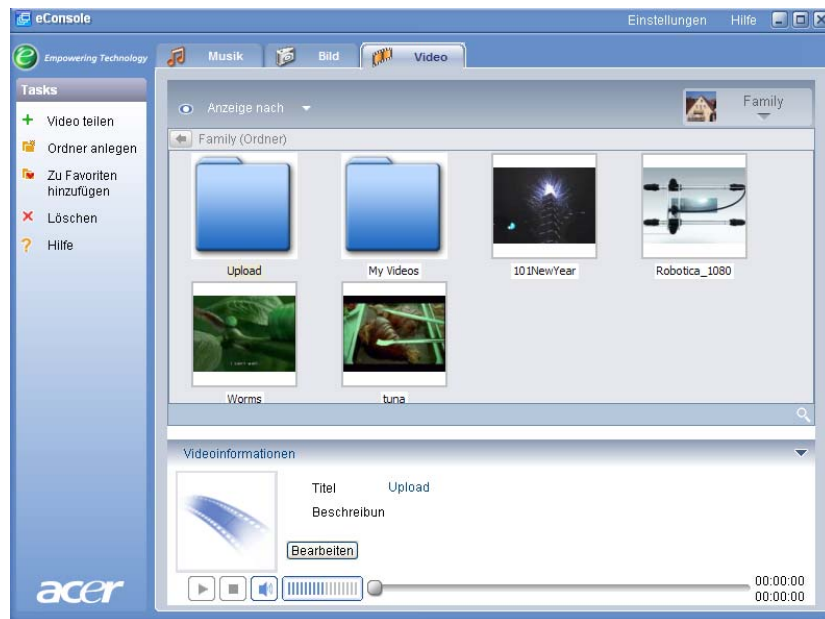 eConsole
Einstellungen Hilfe
Empowering Technology
Musik Bild Video
Tasks
Video teilen
Ordner anlegen
Zu Favoriten
hinzufügen
Löschen
Hilfe
Anzeige nach
Family
Family (Ordner)
Upload My Videos 101NewYear Robotica_1080
Worms tuna
Videoinformationen
Titel Upload
Beschreibun
Bearbeiten
00:00:00
00:00:00
acer